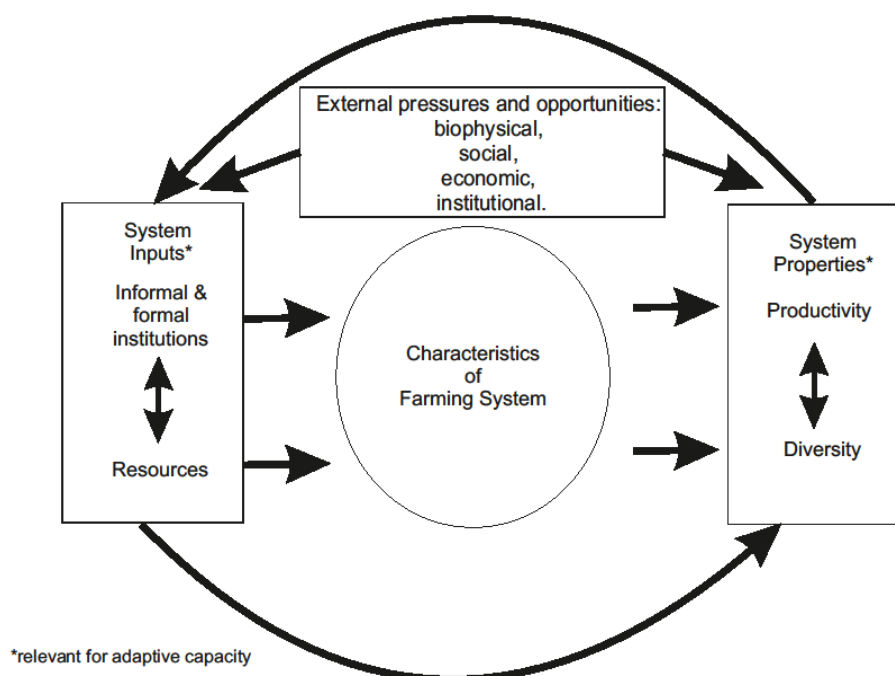 External pressures and opportunities:
biophysical,
social,
economic,
institutional.
System
Inputs*
Informal &
formal
institutions
Resources
Characteristics
of
Farming System
System
Properties*
Productivity
Diversity
*relevant for adaptive capacity